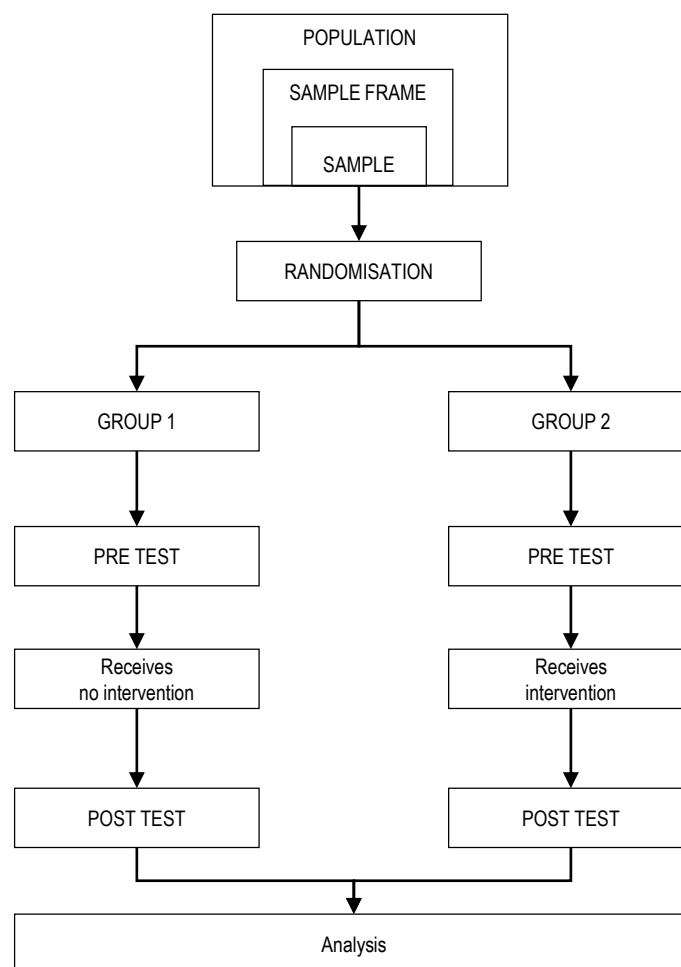 POPULATION
SAMPLE FRAME
SAMPLE
RANDOMISATION
GROUP 1
GROUP 2
PRE TEST
PRE TEST
Receives
no intervention
Receives
intervention
POST TEST
POST TEST
Analysis